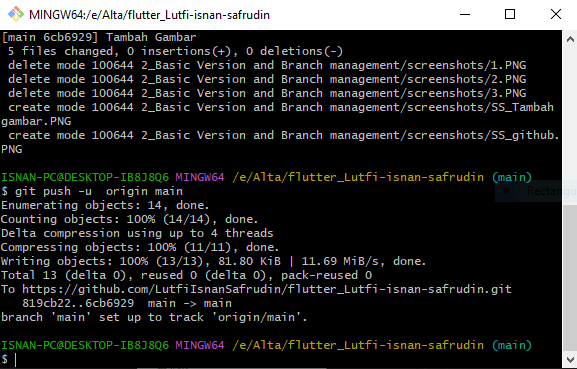 MINGW64:/e/Alta/flutter_Lutfi-isnan-safrudin
[main 6cb6929] Tambah Gambar
 5 files changed, 0 insertions(+), 0 deletions(-)
 delete mode 100644 2_Basic Version and Branch management/screenshots/1.PNG
 delete mode 100644 2_Basic Version and Branch management/screenshots/2.PNG
 delete mode 100644 2_Basic Version and Branch management/screenshots/3.PNG
 create mode 100644 2_Basic Version and Branch management/screenshots/SS_Tambah
gambar.PNG
 create mode 100644 2_Basic Version and Branch management/screenshots/SS_github.
PNG
ISNAN-PC@DESKTOP-IB8J8Q6 MINGW64 /e/Alta/flutter_Lutfi-isnan-safrudin (main)
$ git push -u  origin main
Rectangu
Enumerating objects: 14, done.
Counting objects: 100% (14/14), done.
Delta compression using up to 4 threads
Compressing objects: 100% (11/11), done.
Writing objects: 100% (13/13), 81.80 KiB | 11.69 MiB/s, done.
Total 13 (delta 0), reused 0 (delta 0), pack-reused 0
To https://github.com/LutfiIsnanSafrudin/flutter_Lutfi-isnan-safrudin.git
   819cb22..6cb6929  main -> main
branch 'main' set up to track 'origin/main'.
ISNAN-PC@DESKTOP-IB8J8Q6 MINGW64 /e/Alta/flutter_Lutfi-isnan-safrudin (main)
$